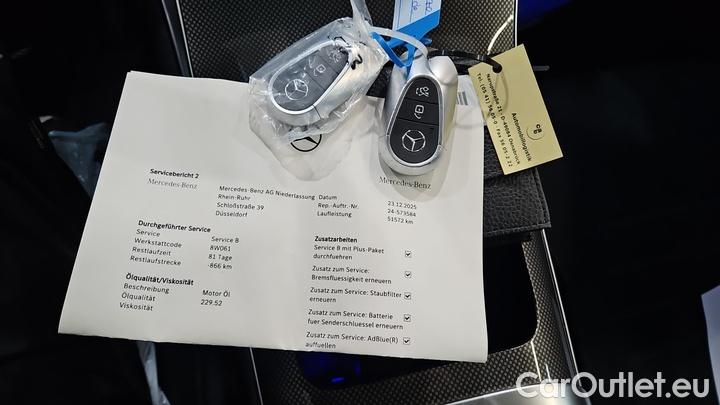 Servicebericht 2
Mercedes-Benz
Mercedes-Benz
Mercedes-Benz AG Niederlassung
Rhein-Ruhr
Schloßstraße 39
Düsseldorf
Datum 23.12.2025
Rep.-Auftr.-Nr. 24-573584
Laufleistung 51572 km
Durchgeführter Service
Service Service B
Werkstattcode 8W061
Restlaufzeit 81 Tage
Restlaufstrecke -866 km
Ölqualität/Viskosität
Beschreibung Motor Öl
Ölqualität 229.52
Viskosität
Zusatzarbeiten
Service B mit Plus-Paket
durchfuehren
Zusatz zum Service:
Bremsfluessigkeit erneuern
Zusatz zum Service: Staubfilter
erneuern
Zusatz zum Service: Batterie
fuer Senderschluessel erneuern
Zusatz zum Service: AdBlue(R)
auffuellen
Automobillogistik
D-49084 Osnabrück
CarOutlet.eu